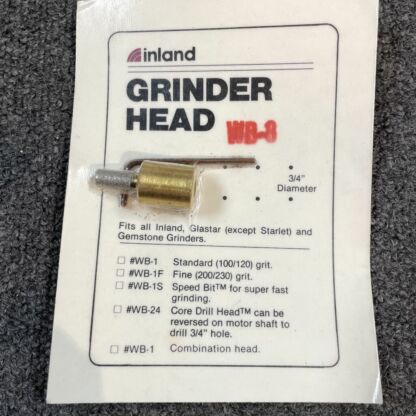 inland
GRINDER
HEAD WB-8
3/4"
Diameter
Fits all Inland, Glastar (except Starlet) and
Gemstone Grinders.
☐ #WB-1 Standard (100/120) grit.
☐ #WB-1F Fine (200/230) grit.
☐ #WB-1S Speed Bit™ for super fast
grinding.
☐ #WB-24 Core Drill Head™ can be
reversed on motor shaft to
drill 3/4" hole.
☐ #WB-1 Combination head.